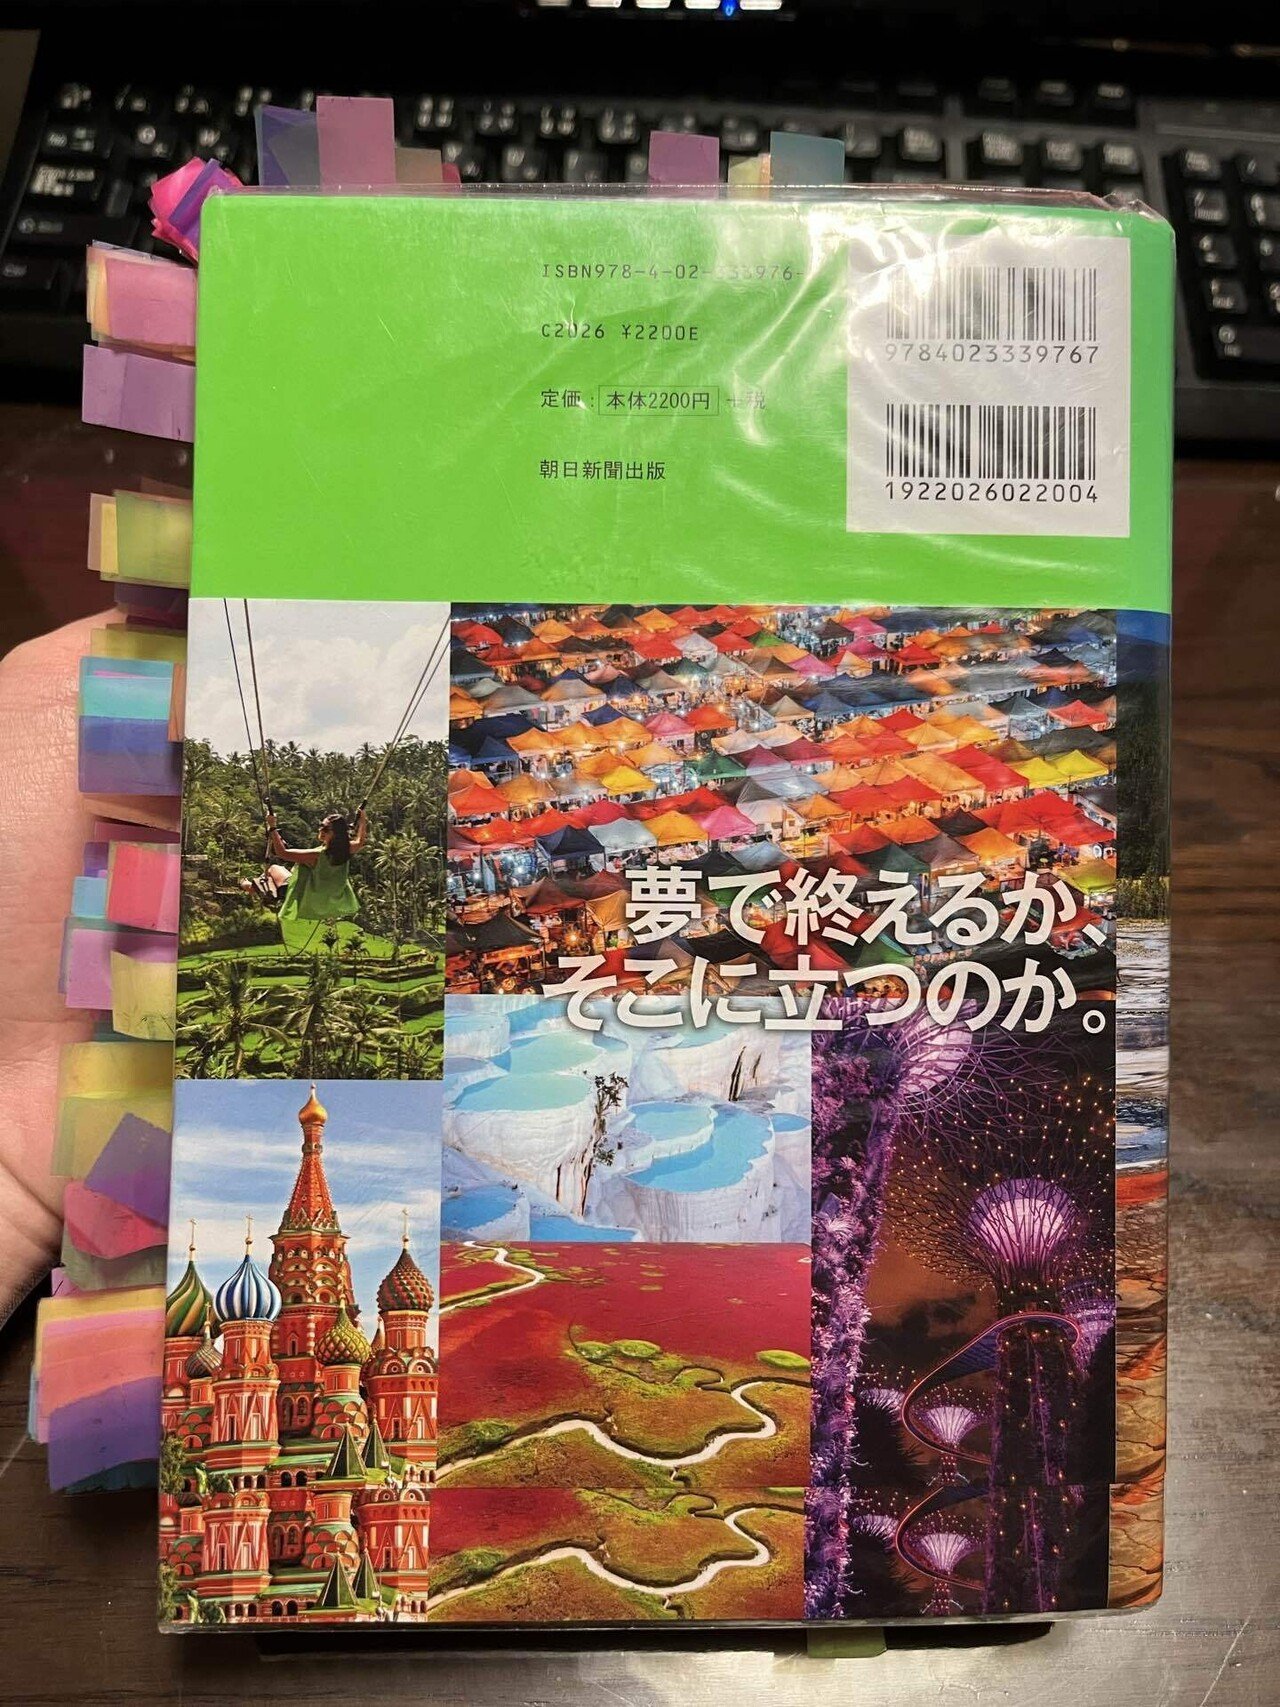 ISBN978-4-02-333976-
9784023339767
C2026 ¥2200E
定価：本体2200円＋税
1922026022004
朝日新聞出版
夢で終えるか、
そこに立つのか。